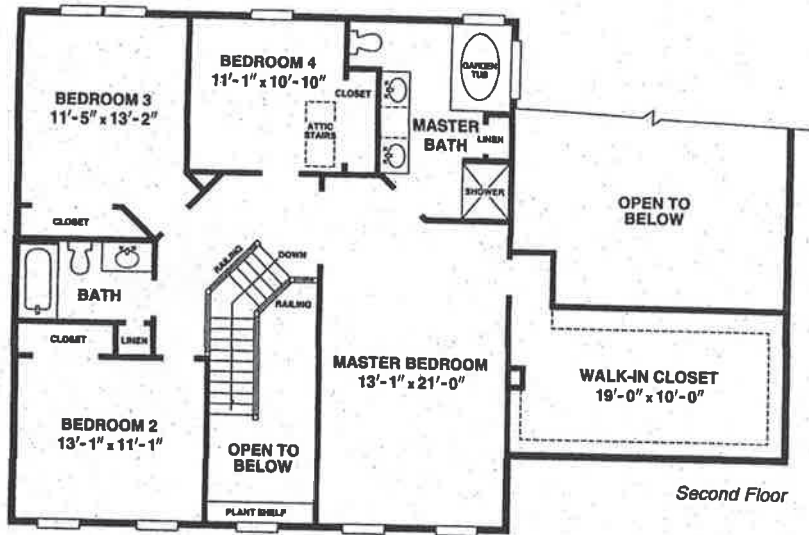 BEDROOM 3
11'-5" x 13'-2"
BEDROOM 4
11'-1" x 10'-10"
CLOSET
ATTIC
STAIRS
GARDEN
TUB
MASTER
BATH
LINEN
SHOWER
OPEN TO
BELOW
CLOSET
BATH
CLOSET
LINEN
RAILING
DOWN
RAILING
MASTER BEDROOM
13'-1" x 21'-0"
WALK-IN CLOSET
19'-0" x 10'-0"
BEDROOM 2
13'-1" x 11'-1"
OPEN TO
BELOW
PLANT SHELF
Second Floor